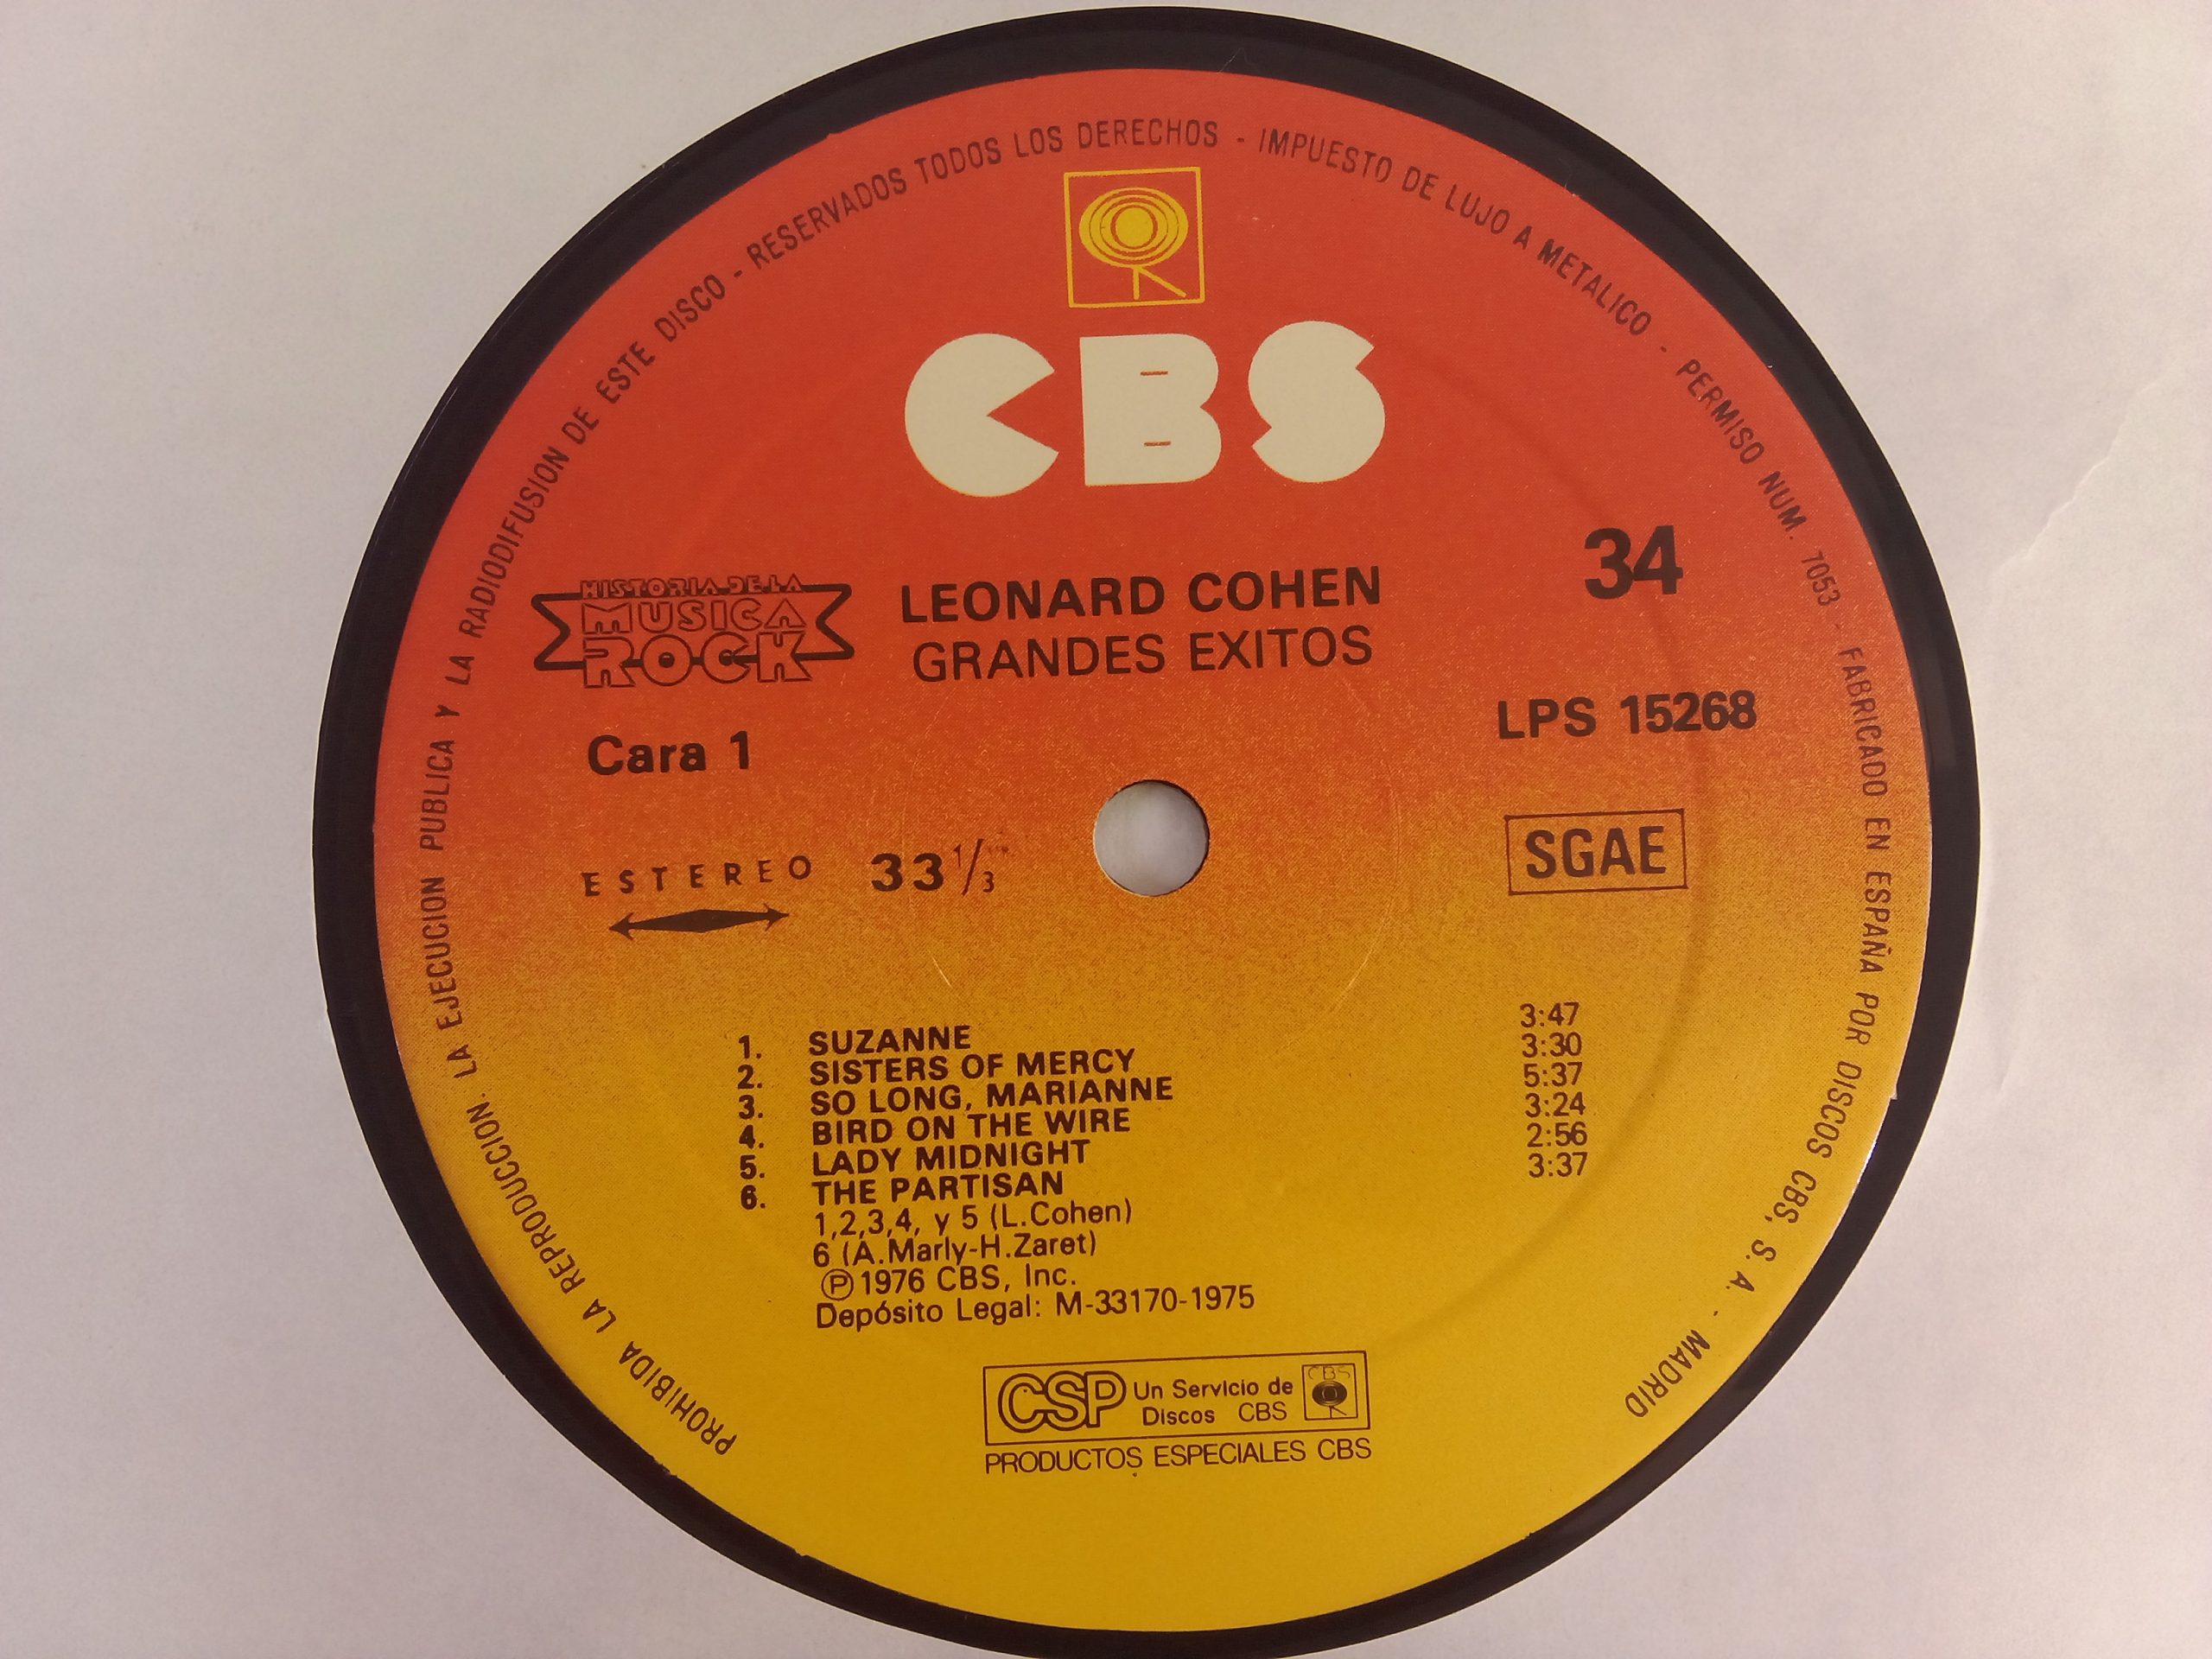 PROHIBIDA LA REPRODUCCION. LA EJECUCION PUBLICA Y LA RADIODIFUSION DE ESTE DISCO - RESERVADOS TODOS LOS DERECHOS - IMPUESTO DE LUJO A METALICO - PERMISO NUM. 7053 - FABRICADO EN ESPAÑA POR DISCOS CBS, S. A. - MADRID
CBS
HISTORIA DE LA
MUSICA
ROCK
LEONARD COHEN
GRANDES EXITOS
34
LPS 15268
Cara 1
ESTEREO 33 1/3
SGAE
1. SUZANNE 3:47
2. SISTERS OF MERCY 3:30
3. SO LONG, MARIANNE 5:37
4. BIRD ON THE WIRE 3:24
5. LADY MIDNIGHT 2:56
6. THE PARTISAN 3:37
1,2,3,4, y 5 (L.Cohen)
6 (A.Marly-H.Zaret)
Ⓟ1976 CBS, Inc.
Depósito Legal: M-33170-1975
CSP Un Servicio de
Discos CBS
CBS
PRODUCTOS ESPECIALES CBS